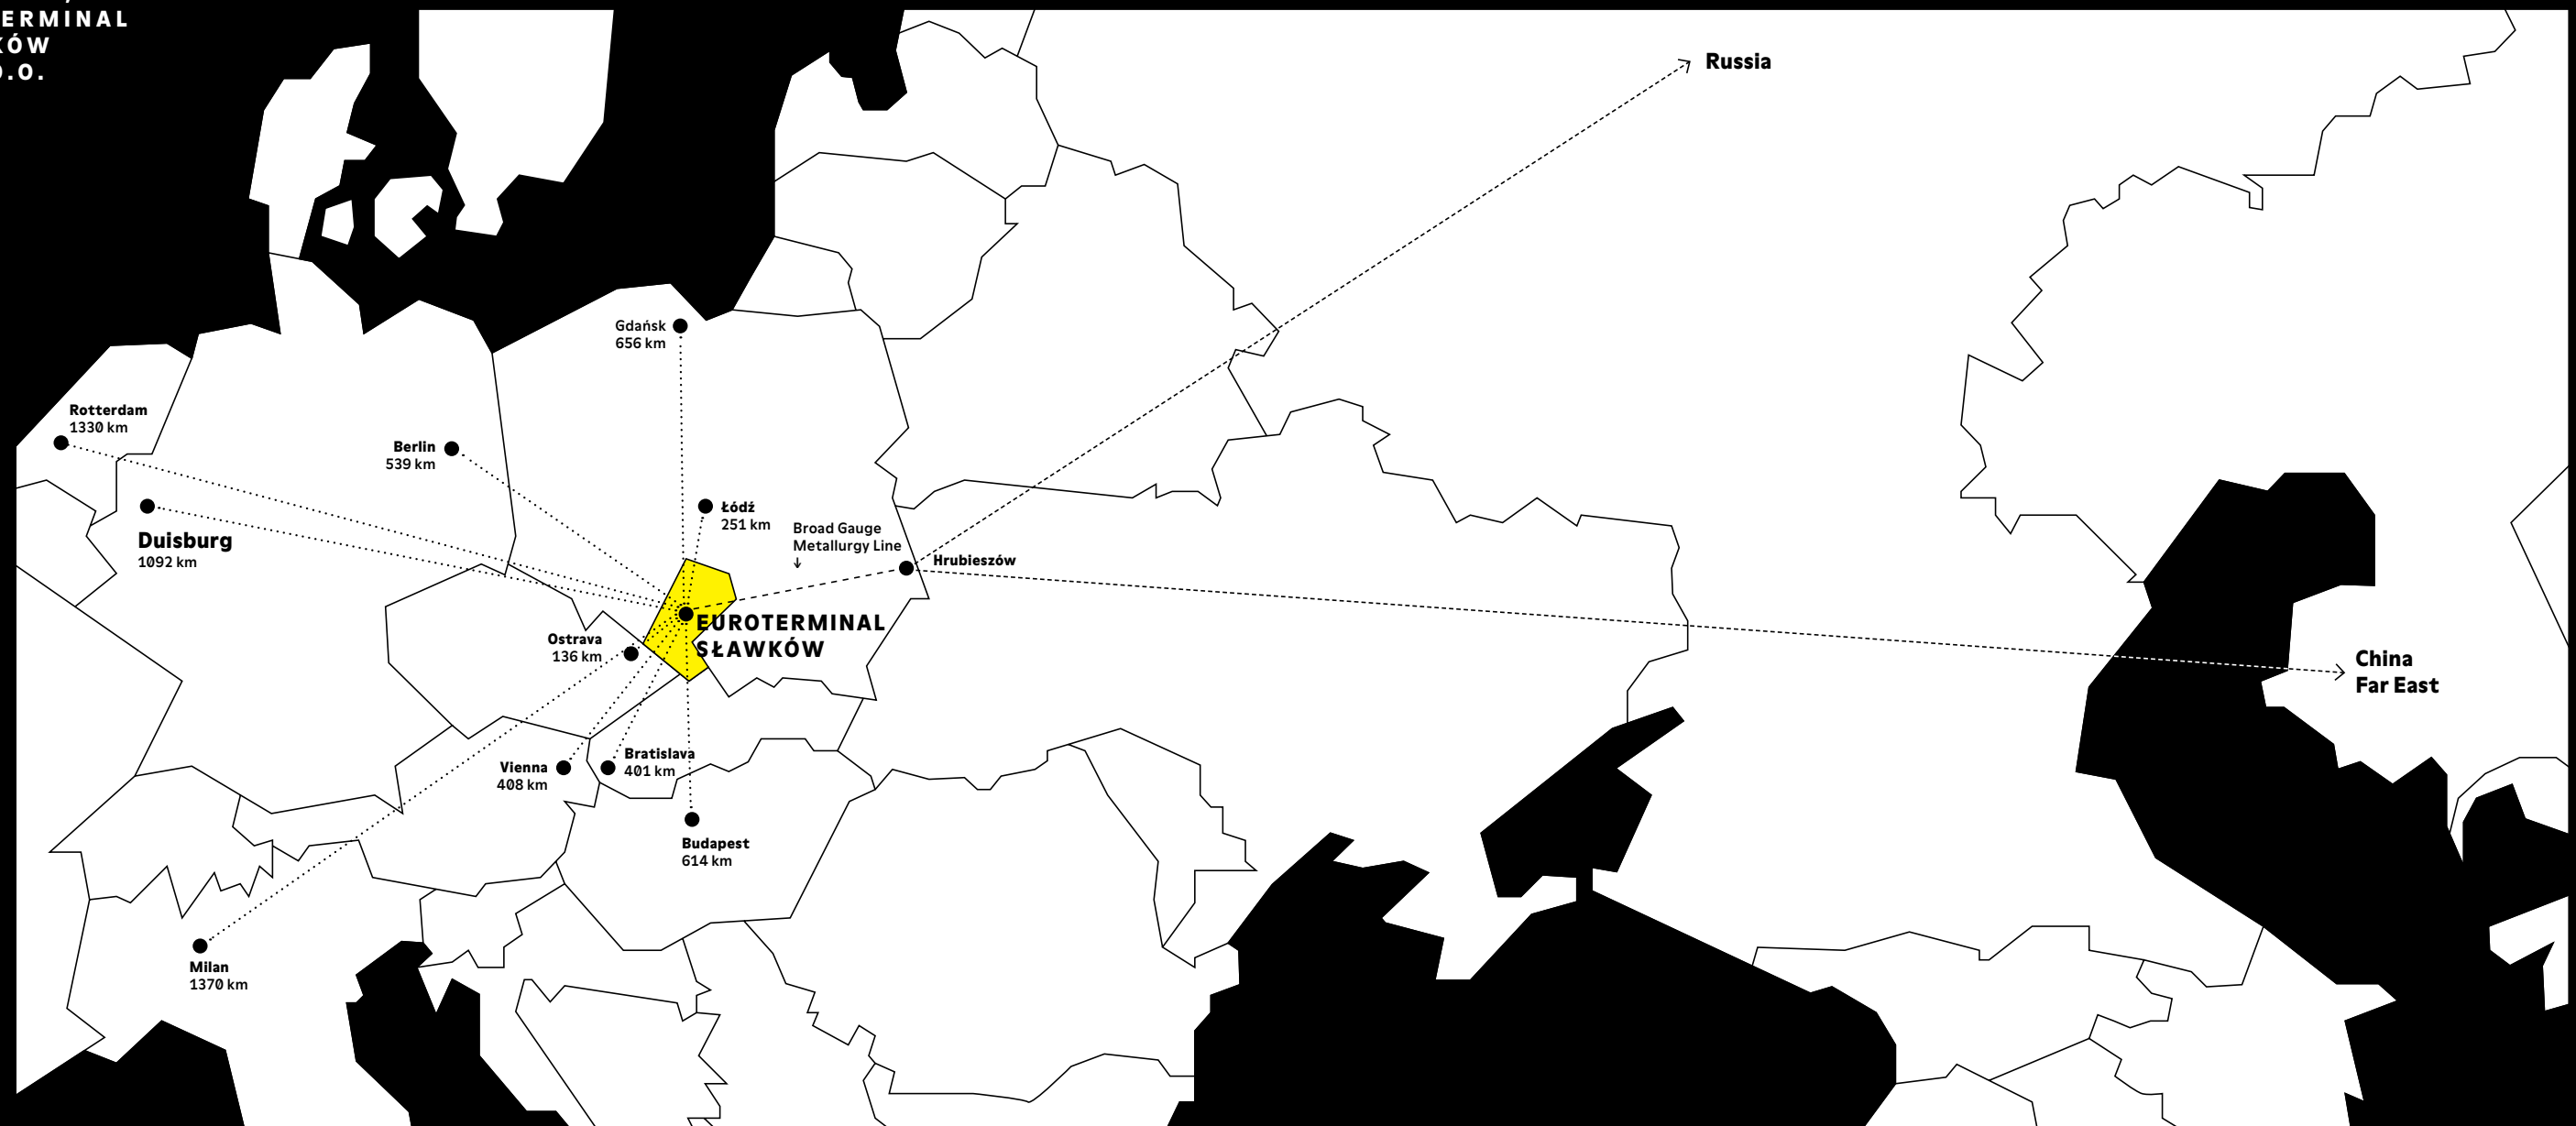 ERMINAL
KÓW
O.O.
Russia
Gdańsk
656 km
Rotterdam
1330 km
Berlin
539 km
Duisburg
1092 km
Łódź
251 km
Broad Gauge
Metallurgy Line
↓
Hrubieszów
EUROTERMINAL
SŁAWKÓW
Ostrava
136 km
China
Far East
Vienna
408 km
Bratislava
401 km
Budapest
614 km
Milan
1370 km